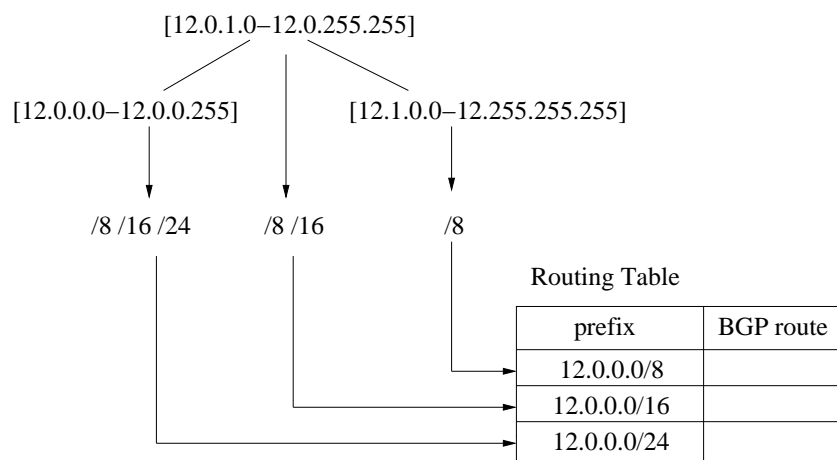 [12.0.1.0–12.0.255.255]
[12.0.0.0–12.0.0.255] [12.1.0.0–12.255.255.255]
/8 /16 /24 /8 /16 /8
Routing Table
prefix BGP route
12.0.0.0/8
12.0.0.0/16
12.0.0.0/24